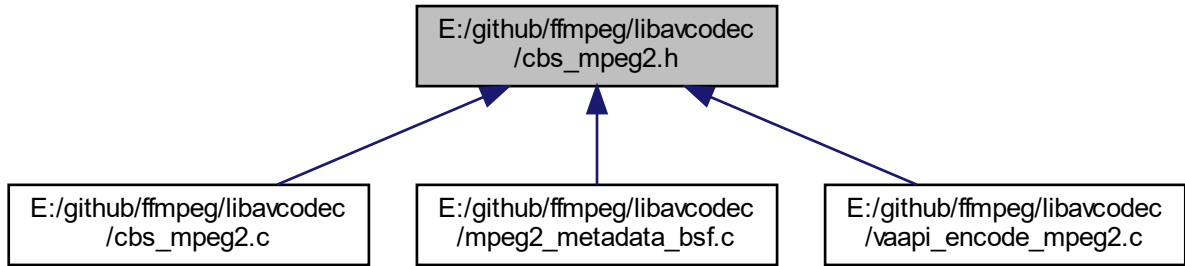 E:/github/ffmpeg/libavcodec
/cbs_mpeg2.h
E:/github/ffmpeg/libavcodec
/cbs_mpeg2.c
E:/github/ffmpeg/libavcodec
/mpeg2_metadata_bsf.c
E:/github/ffmpeg/libavcodec
/vaapi_encode_mpeg2.c